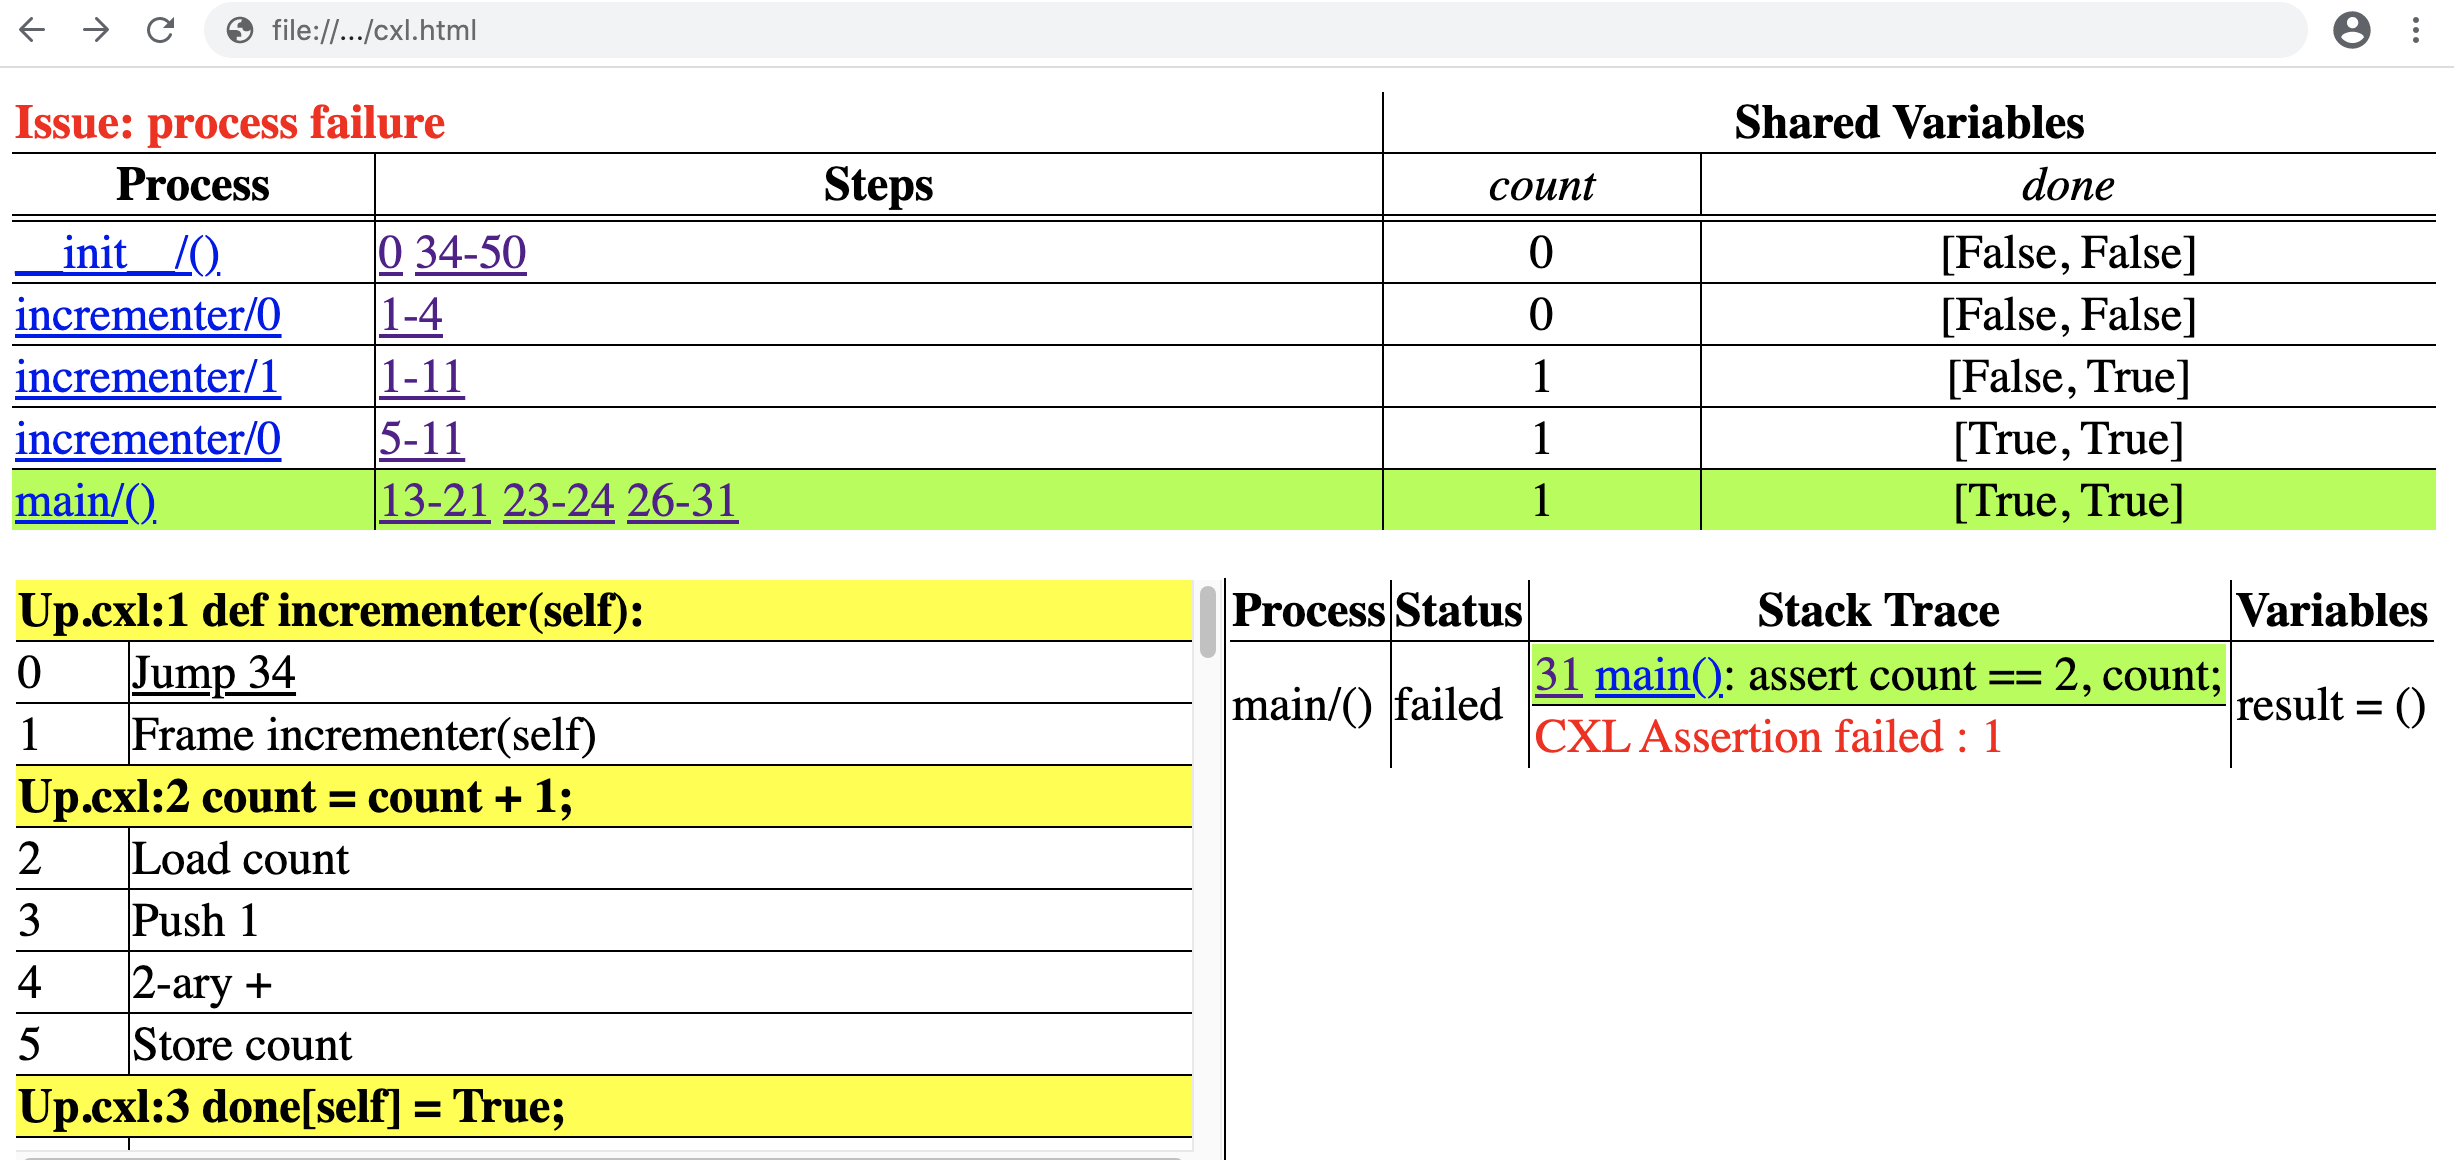 file://.../cxl.html
Issue: process failure Shared Variables
Process Steps count done
__init__/() 0 34-50 0 [False, False]
incrementer/0 1-4 0 [False, False]
incrementer/1 1-11 1 [False, True]
incrementer/0 5-11 1 [True, True]
main/() 13-21 23-24 26-31 1 [True, True]
Up.cxl:1 def incrementer(self):
0 Jump 34
1 Frame incrementer(self)
Up.cxl:2 count = count + 1;
2 Load count
3 Push 1
4 2-ary +
5 Store count
Up.cxl:3 done[self] = True;
Process Status Stack Trace Variables
main/() failed 31 main(): assert count == 2, count; result = ()
CXL Assertion failed : 1